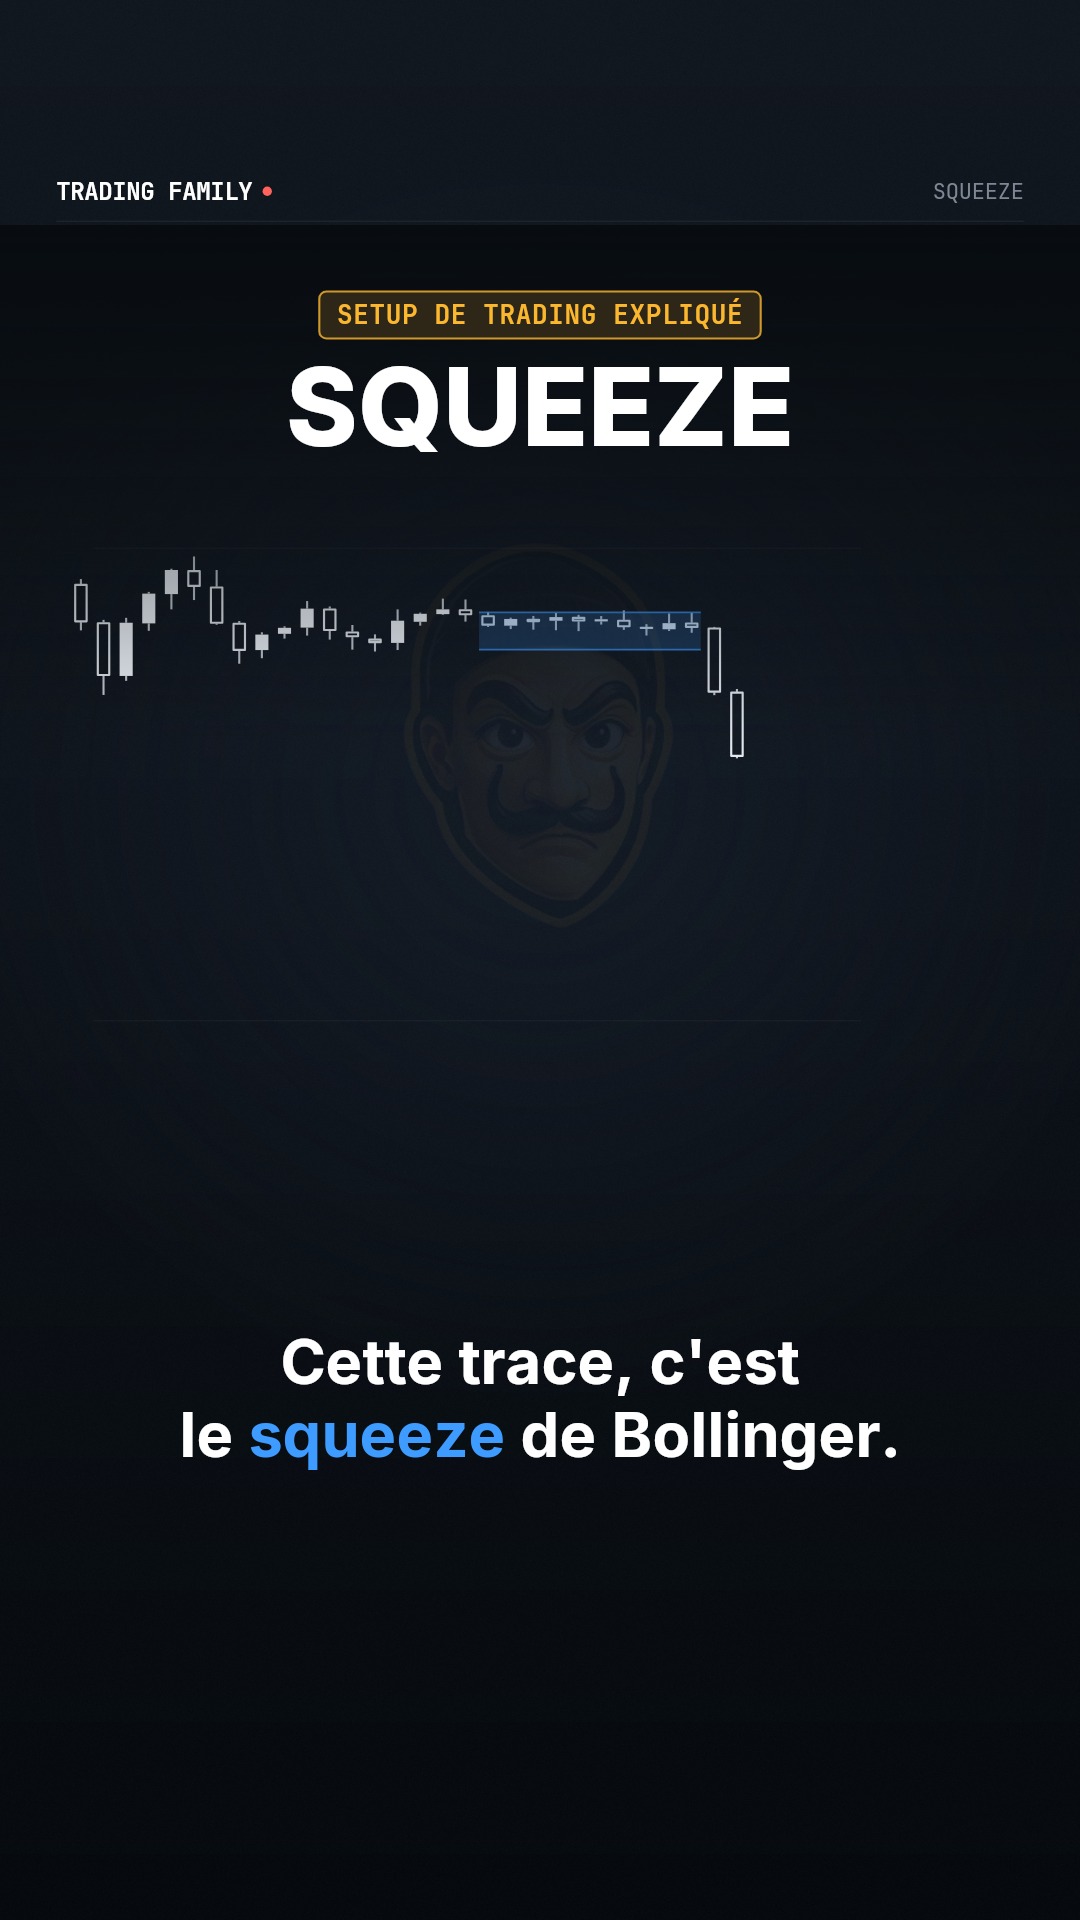 TRADING FAMILY
SQUEEZE
SETUP DE TRADING EXPLIQUÉ
SQUEEZE
Cette trace, c'est
le squeeze de Bollinger.